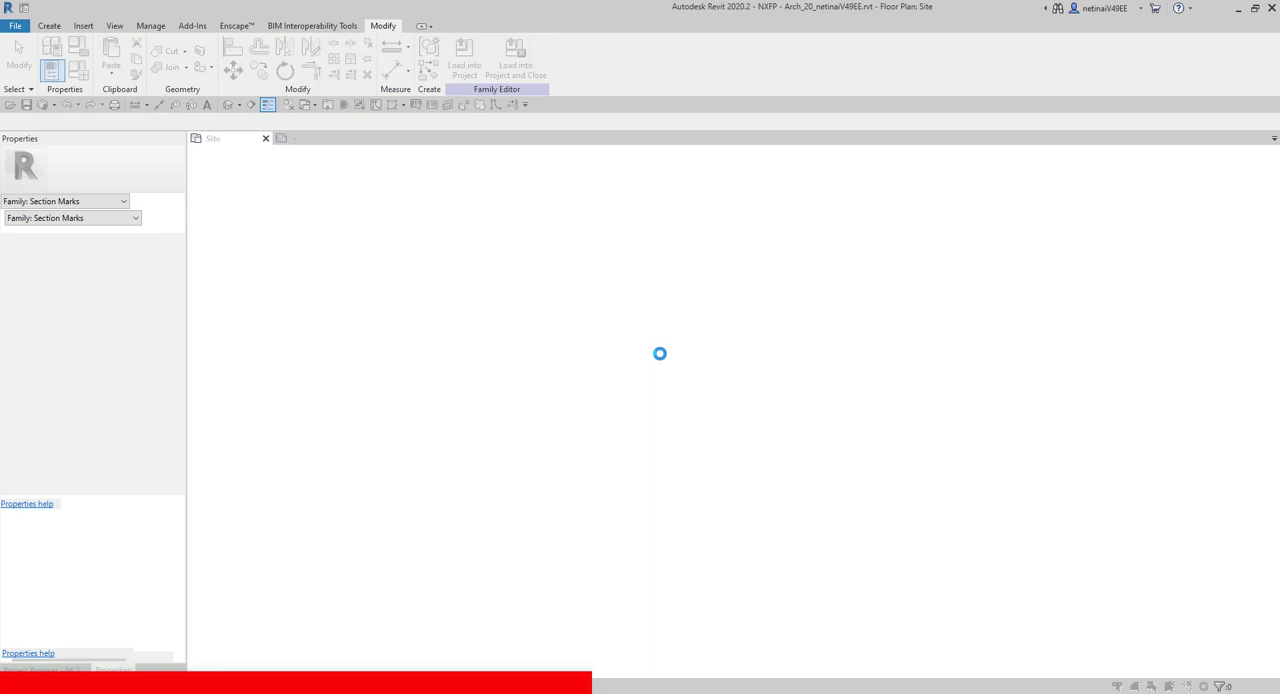 Autodesk Revit 2020.2 - NXFP - Arch_20_netinaiV49EE.rvt - Floor Plan: Site
netinaiV49EE
File Create Insert View Manage Add-Ins Enscape™ BIM Interoperability Tools Modify
Modify
Paste
Cut
Join
Load into
Project
Load into
Project and Close
Select Properties Clipboard Geometry Modify Measure Create Family Editor
Properties
Site
Family: Section Marks
Family: Section Marks
Properties help
Properties help
Properties
:0